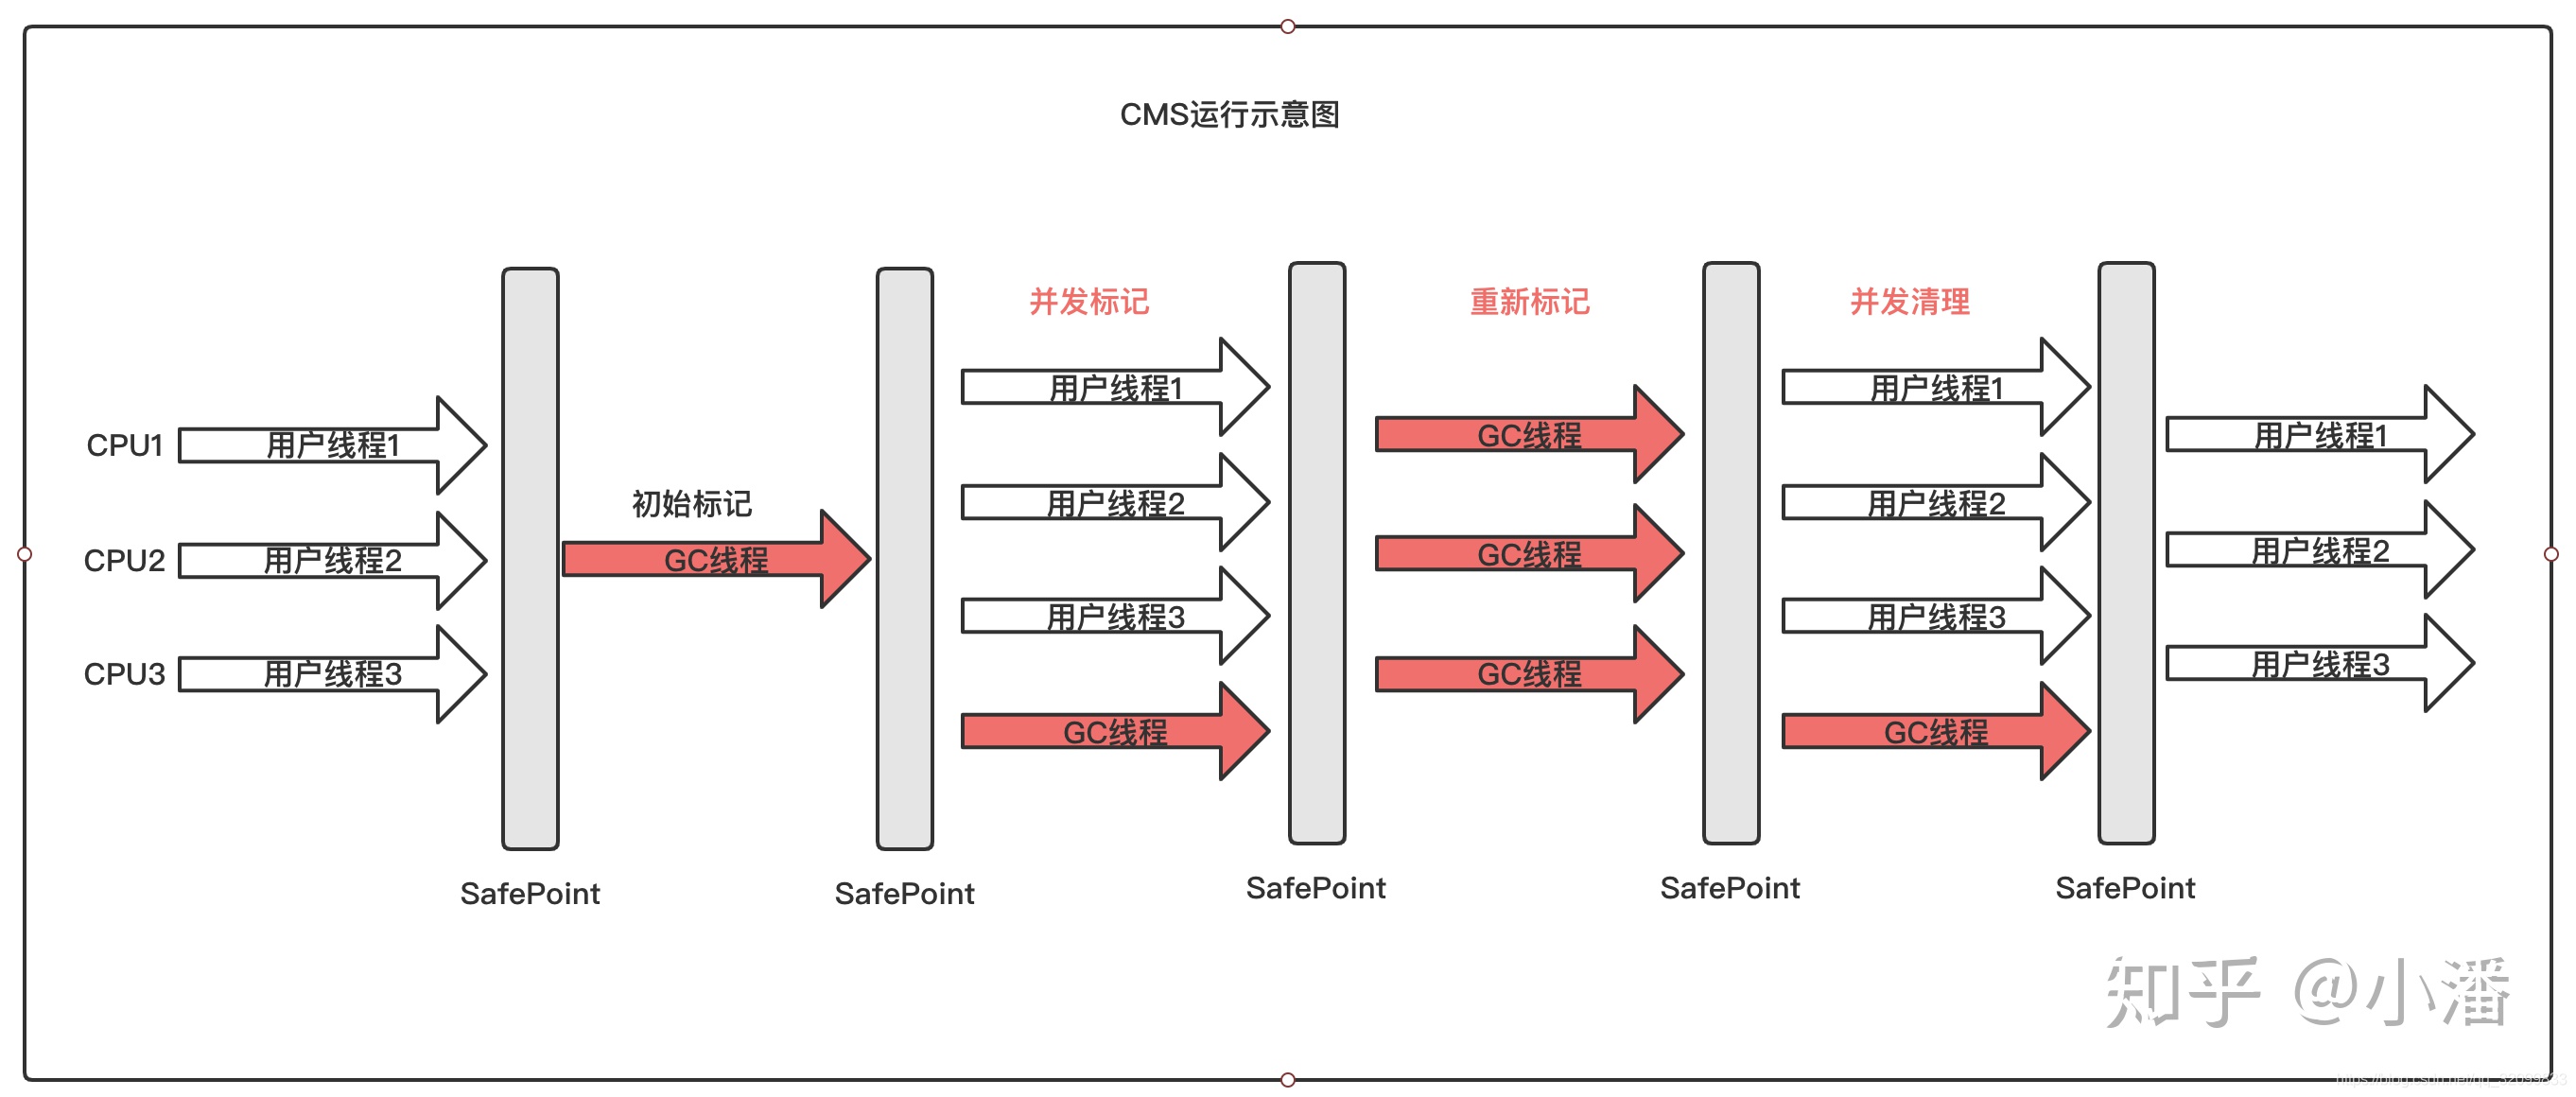 CMS运行示意图
并发标记
重新标记
并发清理
用户线程1
用户线程1
CPU1
用户线程1
GC线程
用户线程1
初始标记
用户线程2
用户线程2
CPU2
用户线程2
GC线程
GC线程
用户线程2
用户线程3
用户线程3
CPU3
用户线程3
GC线程
用户线程3
GC线程
GC线程
SafePoint
SafePoint
SafePoint
SafePoint
SafePoint
知乎 @小潘